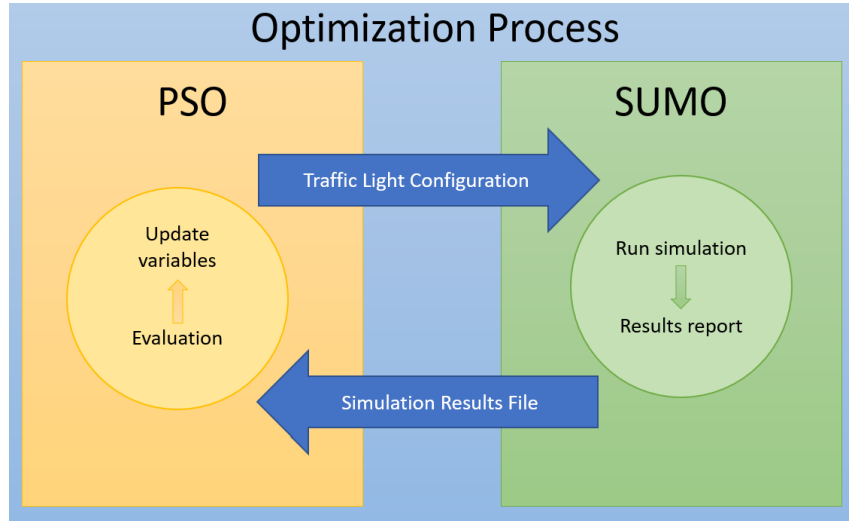 Optimization Process
PSO
SUMO
Traffic Light Configuration
Update
variables
Evaluation
Run simulation
Results report
Simulation Results File